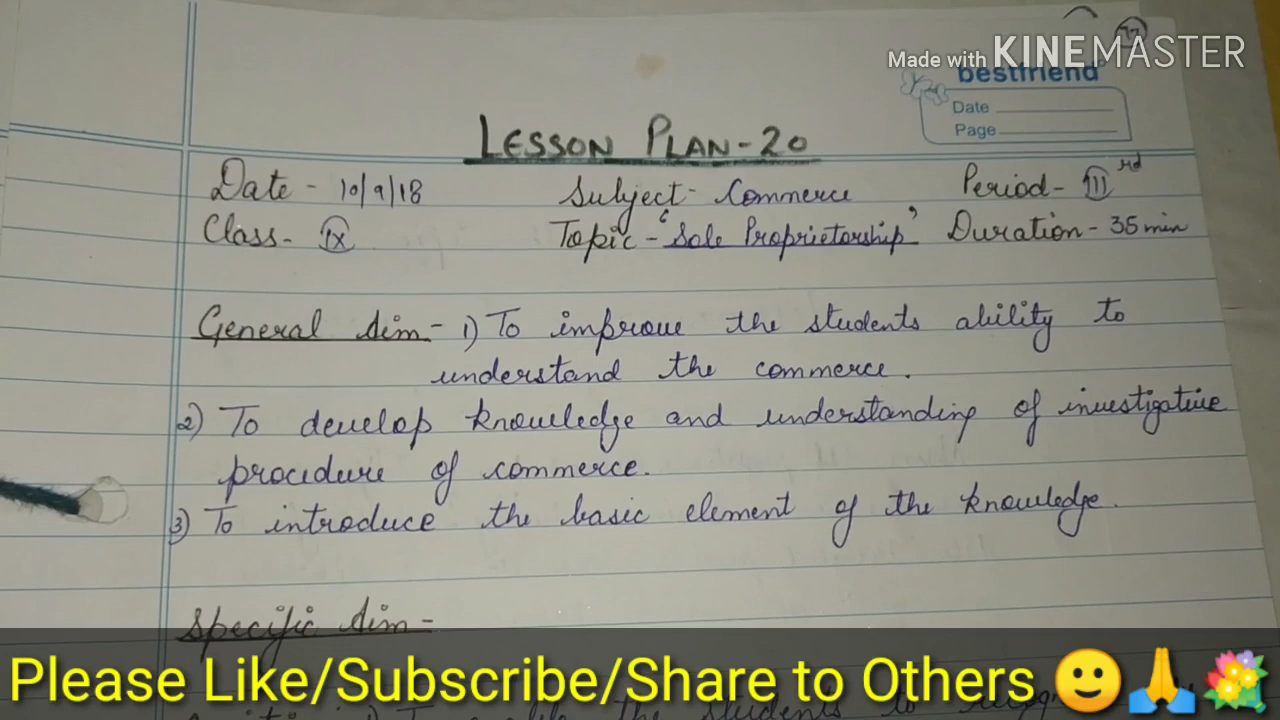 Made with KINEMASTER
bestfriend
Date
Page
LESSON PLAN-20
Date - 10/9/18 Subject- Commerce Period- III rd
Class- IX Topic - 'Sole Proprietorship' Duration - 35 min
General Aim - 1) To improve the students ability to
understand the commerce.
2) To develop knowledge and understanding of investigative
procedure of commerce.
3) To introduce the basic element of the knowledge.
Specific Aim -
Please Like/Subscribe/Share to Others 🙂🙏💐
the students to